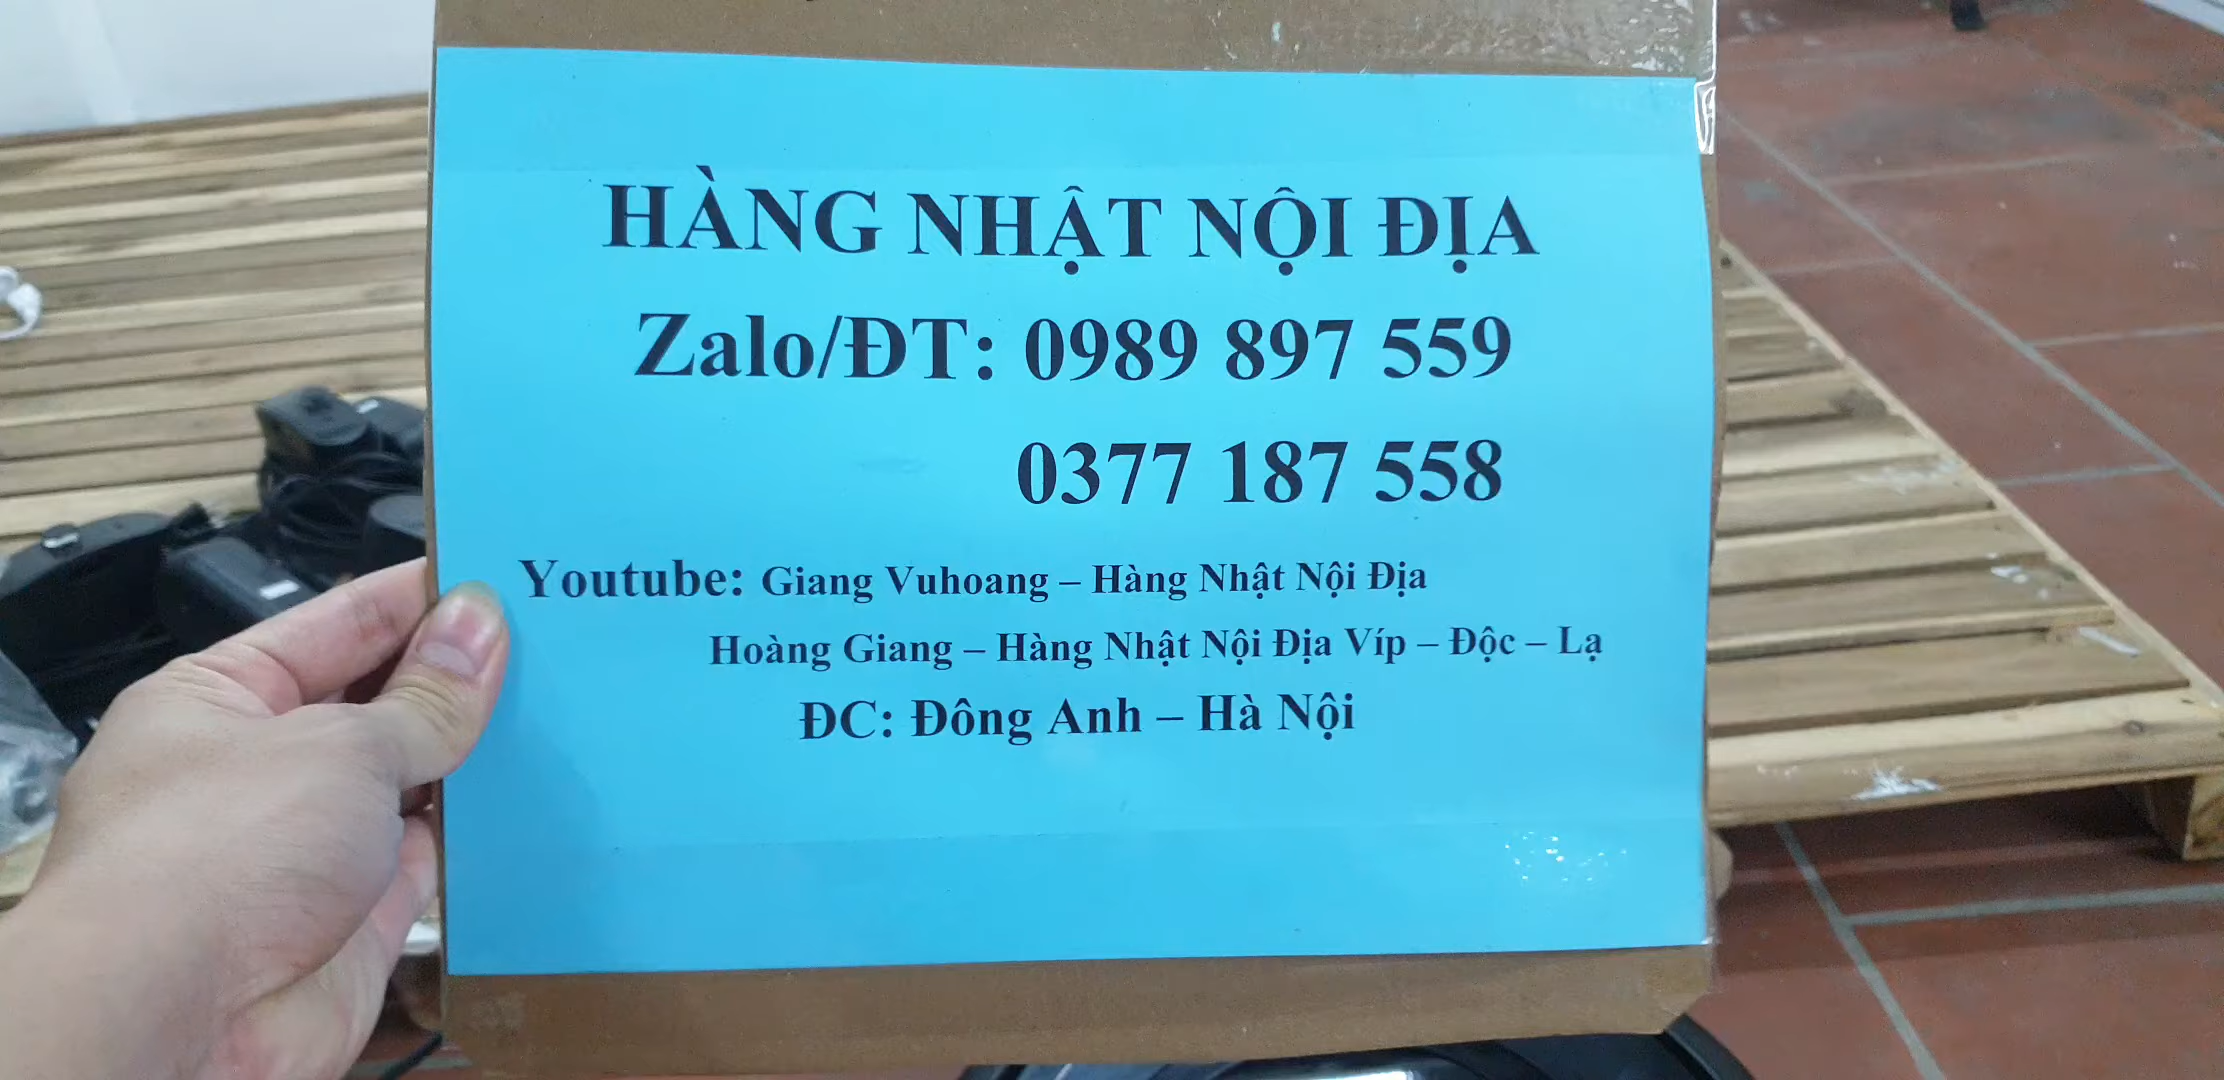 HÀNG NHẬT NỘI ĐỊA
Zalo/ĐT: 0989 897 559
0377 187 558
Youtube: Giang Vuhoang – Hàng Nhật Nội Địa
Hoàng Giang – Hàng Nhật Nội Địa Víp – Độc – Lạ
ĐC: Đông Anh – Hà Nội